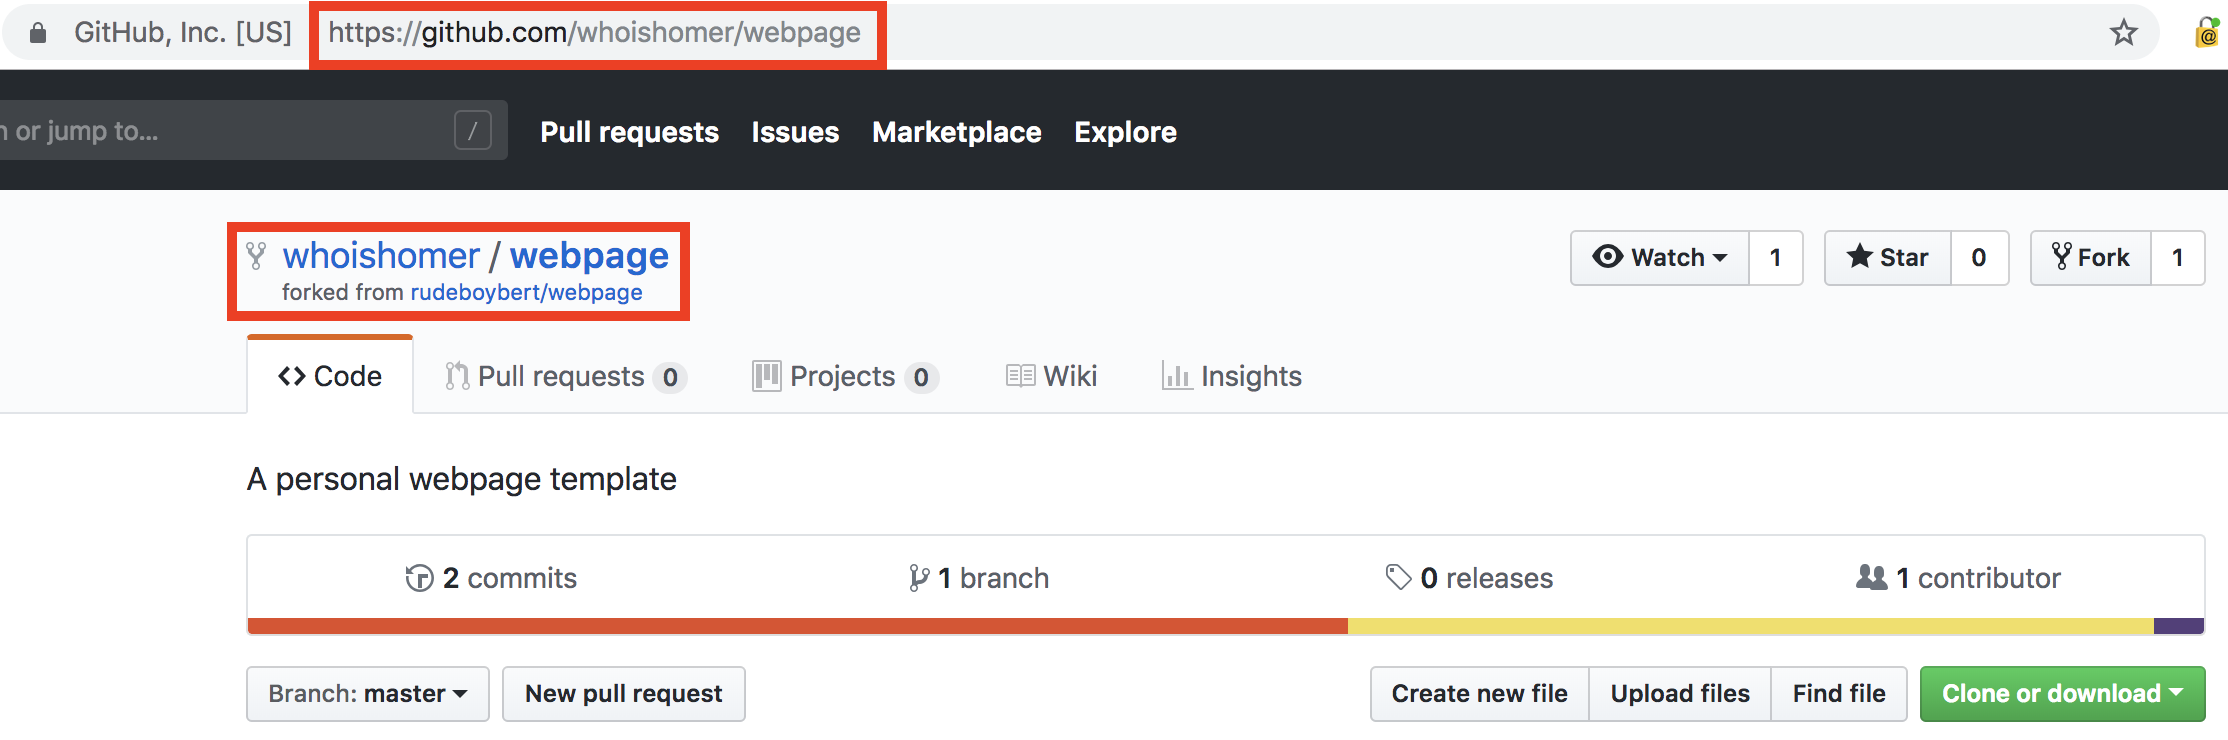 GitHub, Inc. [US] https://github.com/whoishomer/webpage
or jump to... /
Pull requests Issues Marketplace Explore
whoishomer / webpage
forked from rudeboybert/webpage
Watch 1 Star 0 Fork 1
Code Pull requests 0 Projects 0 Wiki Insights
A personal webpage template
2 commits 1 branch 0 releases 1 contributor
Branch: master New pull request Create new file Upload files Find file Clone or download